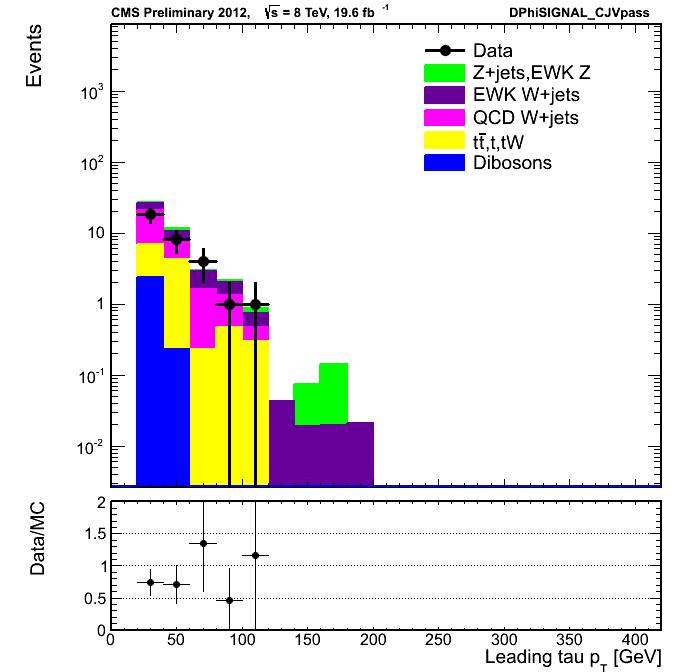 CMS Preliminary 2012, √s = 8 TeV, 19.6 fb⁻¹ DPhiSIGNAL_CJVpass
Events
Data
Z+jets,EWK Z
EWK W+jets
QCD W+jets
tt̄,t,tW
Dibosons
10³
10²
10
1
10⁻¹
10⁻²
Data/MC
2
1.5
1
0.5
0
0 50 100 150 200 250 300 350 400
Leading tau p_T [GeV]